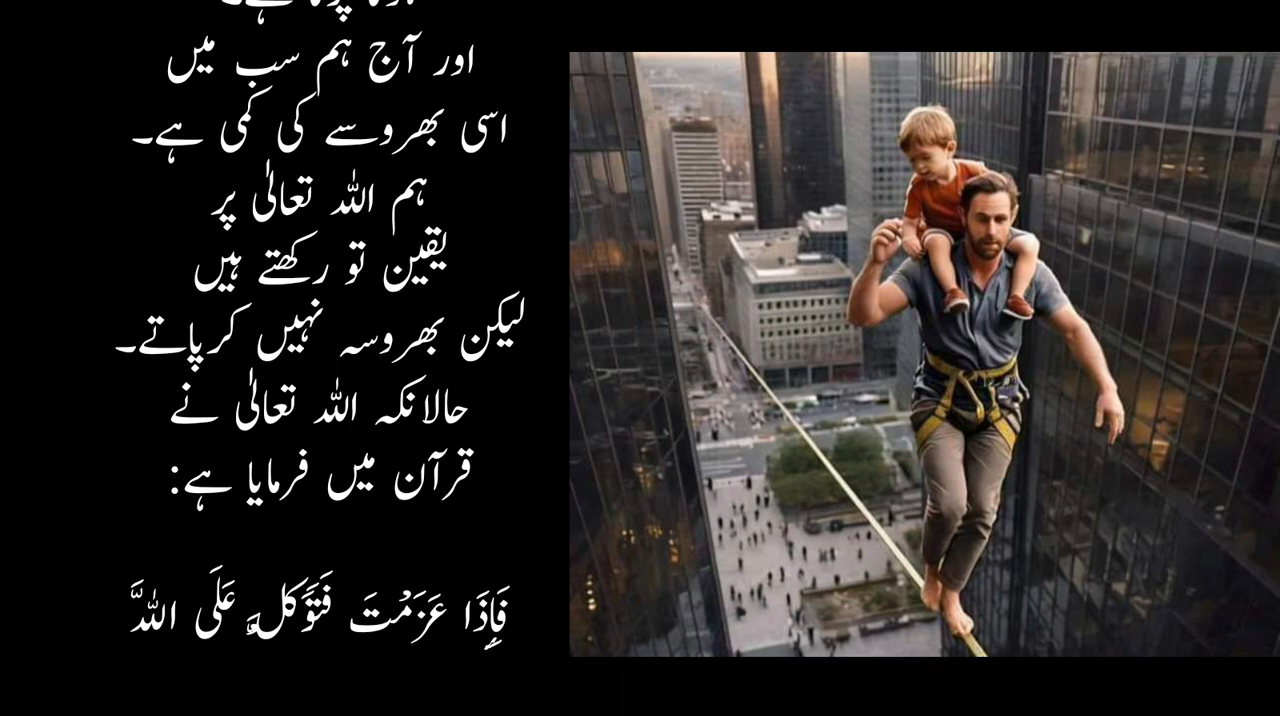 اور آج ہم سب میں
اسی بھروسے کی کمی ہے۔
ہم اللہ تعالیٰ پر
یقین تو رکھتے ہیں
لیکن بھروسہ نہیں کرپاتے۔
حالانکہ اللہ تعالیٰ نے
قرآن میں فرمایا ہے:
فَإِذَا عَزَمْتَ فَتَوَكَّلْ عَلَى اللَّهِ